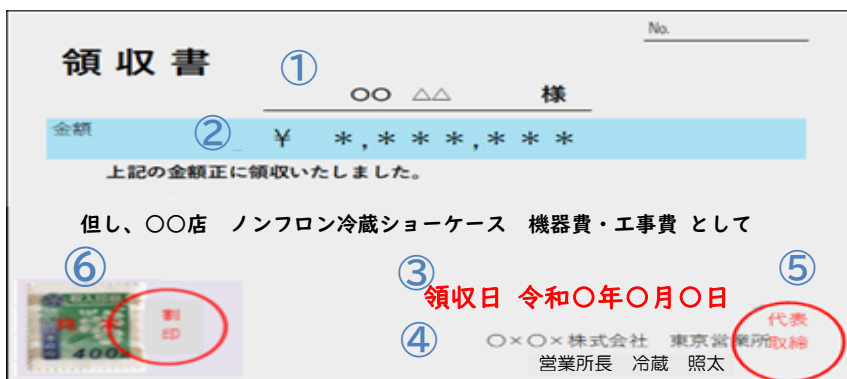 No.
領収書
①
○○ △△ 様
金額 ② ¥ *,***,***
上記の金額正に領収いたしました。
但し、〇〇店 ノンフロン冷蔵ショーケース 機器費・工事費 として
⑥ ③ ⑤
領収日 令和〇年〇月〇日
割印
代表取締
④ ○×○×株式会社 東京営業所
営業所長 冷蔵 照太
400